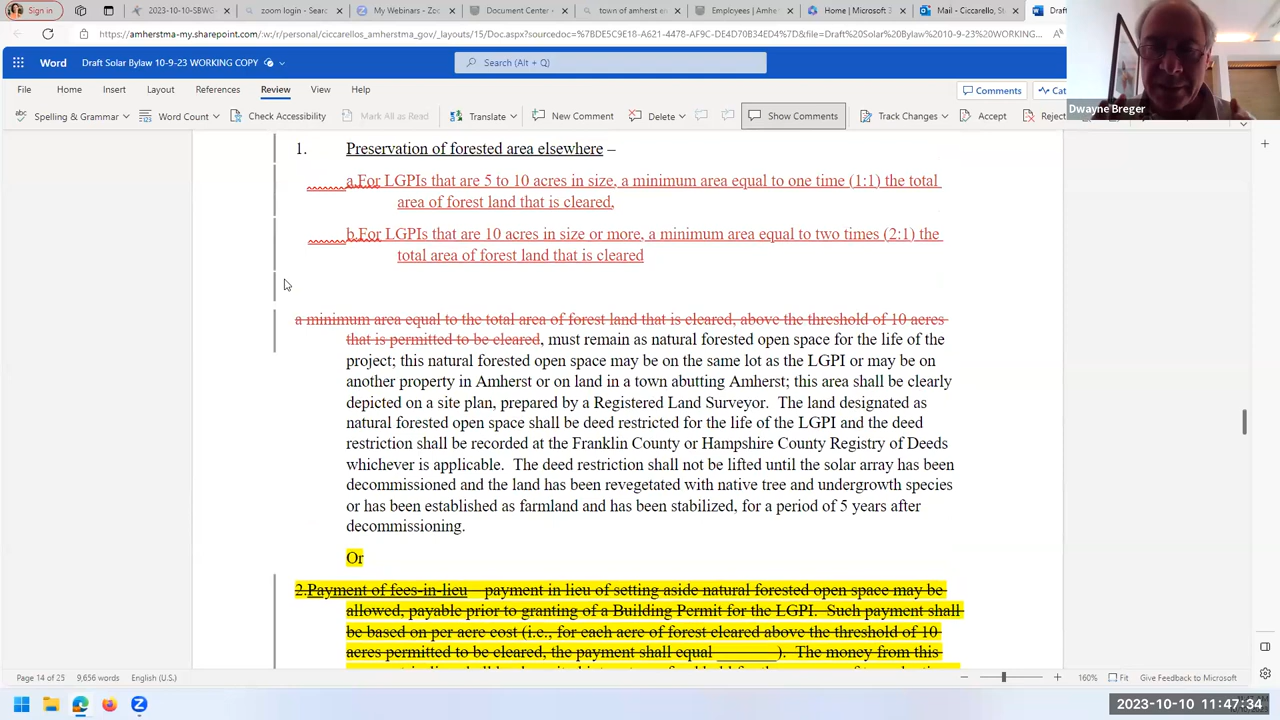 Sign in
2023-10-10-SBWG-
zoom login - Searc
My Webinars - Zoo
Document Center •
town of amherst en
Employees | Amhe
Home | Microsoft 3
Mail - Ciccarello, S
Draft
https://amherstma-my.sharepoint.com/:w:/r/personal/ciccarellos_amherstma_gov/_layouts/15/Doc.aspx?sourcedoc=%7BDE5C9E18-A621-4478-AF9C-DE4D70B34ED4%7D&file=Draft%20Solar%20Bylaw%2010-9-23%20WORKING%
Word
Draft Solar Bylaw 10-9-23 WORKING COPY
Search (Alt + Q)
File
Home
Insert
Layout
References
Review
View
Help
Comments
Cat
Dwayne Breger
Spelling & Grammar
Word Count
Check Accessibility
Mark All as Read
Translate
New Comment
Delete
Show Comments
Track Changes
Accept
Reject
1. Preservation of forested area elsewhere –
a.For LGPIs that are 5 to 10 acres in size, a minimum area equal to one time (1:1) the total
area of forest land that is cleared,
b.For LGPIs that are 10 acres in size or more, a minimum area equal to two times (2:1) the
total area of forest land that is cleared
a minimum area equal to the total area of forest land that is cleared, above the threshold of 10 acres
that is permitted to be cleared, must remain as natural forested open space for the life of the
project; this natural forested open space may be on the same lot as the LGPI or may be on
another property in Amherst or on land in a town abutting Amherst; this area shall be clearly
depicted on a site plan, prepared by a Registered Land Surveyor. The land designated as
natural forested open space shall be deed restricted for the life of the LGPI and the deed
restriction shall be recorded at the Franklin County or Hampshire County Registry of Deeds
whichever is applicable. The deed restriction shall not be lifted until the solar array has been
decommissioned and the land has been revegetated with native tree and undergrowth species
or has been established as farmland and has been stabilized, for a period of 5 years after
decommissioning.
Or
2.Payment of fees-in-lieu – payment in lieu of setting aside natural forested open space may be
allowed, payable prior to granting of a Building Permit for the LGPI. Such payment shall
be based on per acre cost (i.e., for each acre of forest cleared above the threshold of 10
acres permitted to be cleared, the payment shall equal ________). The money from this
Page 14 of 25
9,656 words
English (U.S.)
160%
Fit
Give Feedback to Microsoft
2023-10-10 11:47:34